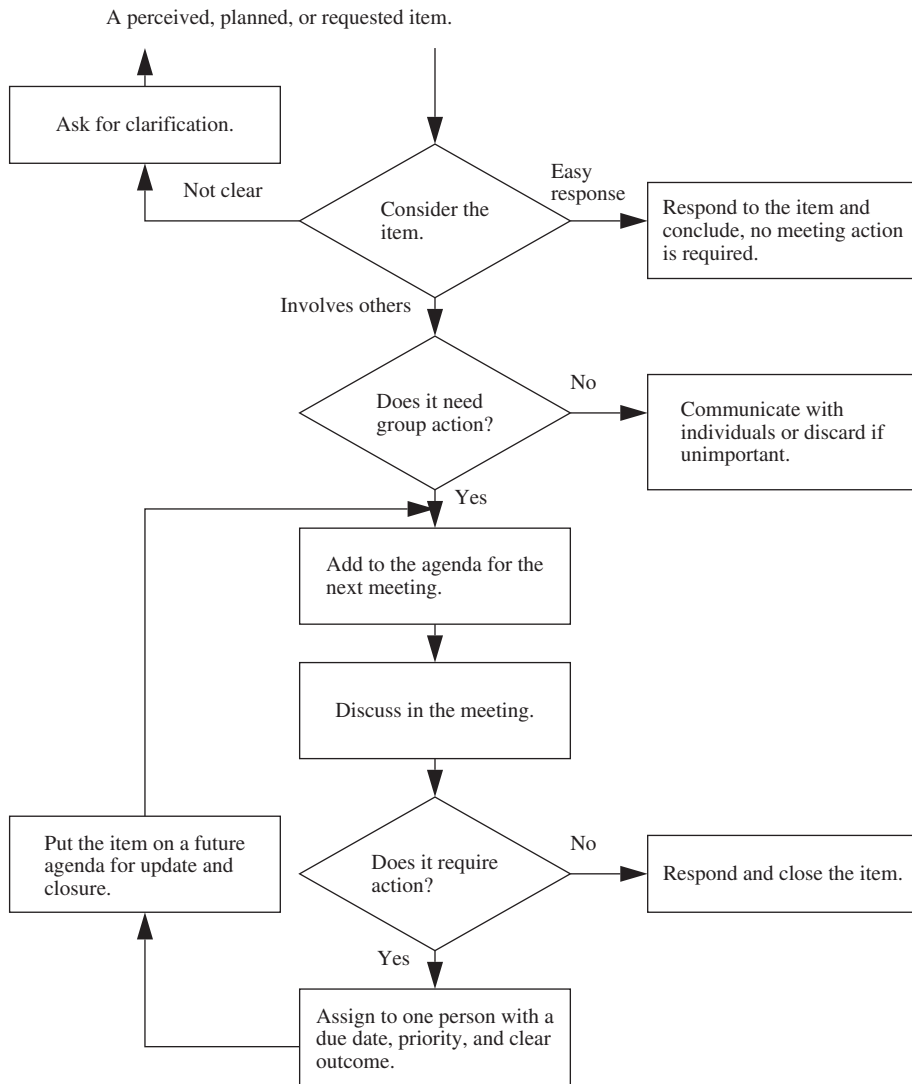 A perceived, planned, or requested item.
Ask for clarification.
Not clear
Consider the
item.
Easy
response
Respond to the item and
conclude, no meeting action
is required.
Involves others
Does it need
group action?
No
Communicate with
individuals or discard if
unimportant.
Yes
Add to the agenda for the
next meeting.
Discuss in the meeting.
Put the item on a future
agenda for update and
closure.
Does it require
action?
No
Respond and close the item.
Yes
Assign to one person with a
due date, priority, and clear
outcome.